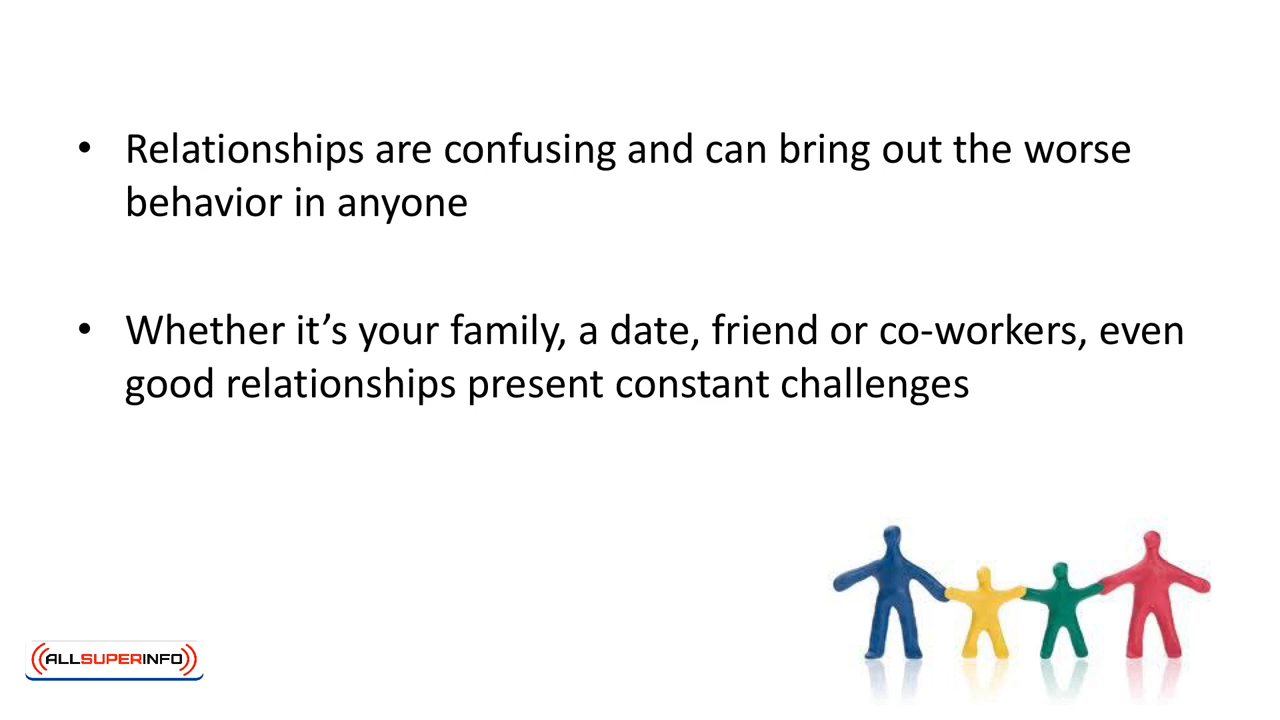 • Relationships are confusing and can bring out the worse
behavior in anyone
• Whether it’s your family, a date, friend or co-workers, even
good relationships present constant challenges
ALLSUPERINFO